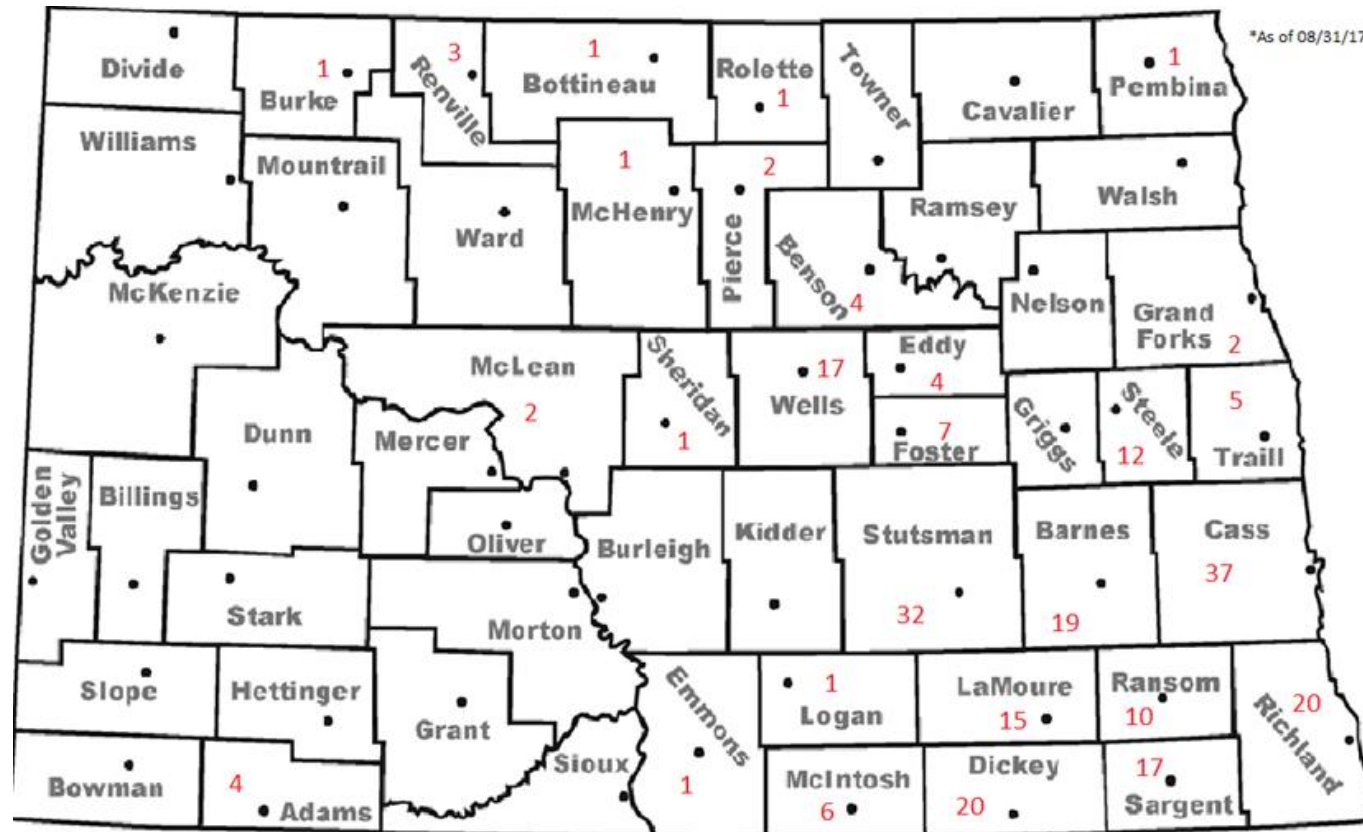 *As of 08/31/17
Divide
Burke
1
Renville
3
Bottineau
1
Rolette
1
Towner
Cavalier
Pembina
1
Williams
Mountrail
Ward
McHenry
1
Pierce
2
Benson
4
Ramsey
Walsh
McKenzie
Nelson
Grand
Forks
2
McLean
2
Sheridan
1
Wells
17
Eddy
4
Foster
7
Griggs
Steele
12
Traill
5
Dunn
Mercer
Golden
Valley
Billings
Oliver
Burleigh
Kidder
Stutsman
32
Barnes
19
Cass
37
Stark
Morton
Slope
Hettinger
Grant
Emmons
1
Logan
1
LaMoure
15
Ransom
10
Richland
20
Bowman
Adams
4
Sioux
McIntosh
6
Dickey
20
Sargent
17